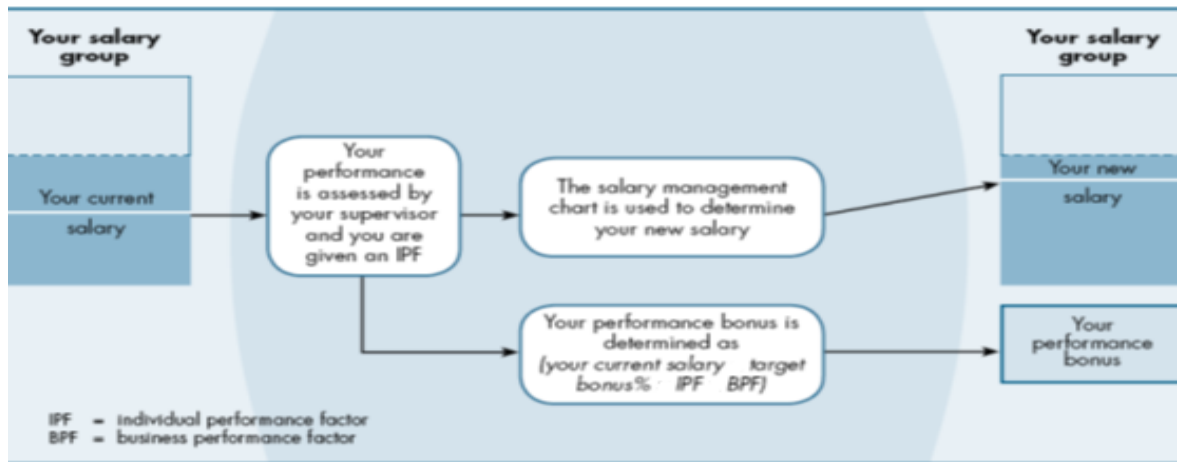 Your salary
group
Your current
salary
Your
performance
is assessed by
your supervisor
and you are
given an IPF
The salary management
chart is used to determine
your new salary
Your performance bonus is
determined as
(your current salary target
bonus% IPF BPF)
Your salary
group
Your new
salary
Your
performance
bonus
IPF = individual performance factor
BPF = business performance factor